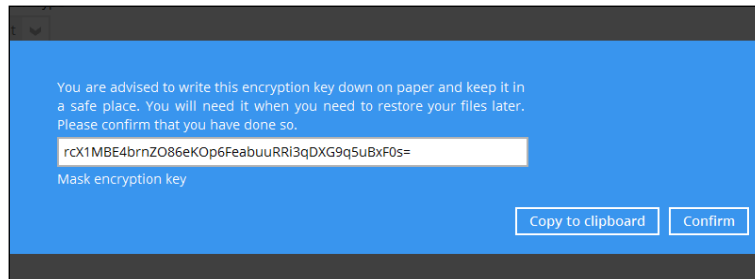 You are advised to write this encryption key down on paper and keep it in
a safe place. You will need it when you need to restore your files later.
Please confirm that you have done so.
rcX1MBE4brnZO86eKOp6FeabuuRRi3qDXG9q5uBxF0s=
Mask encryption key
Copy to clipboard Confirm